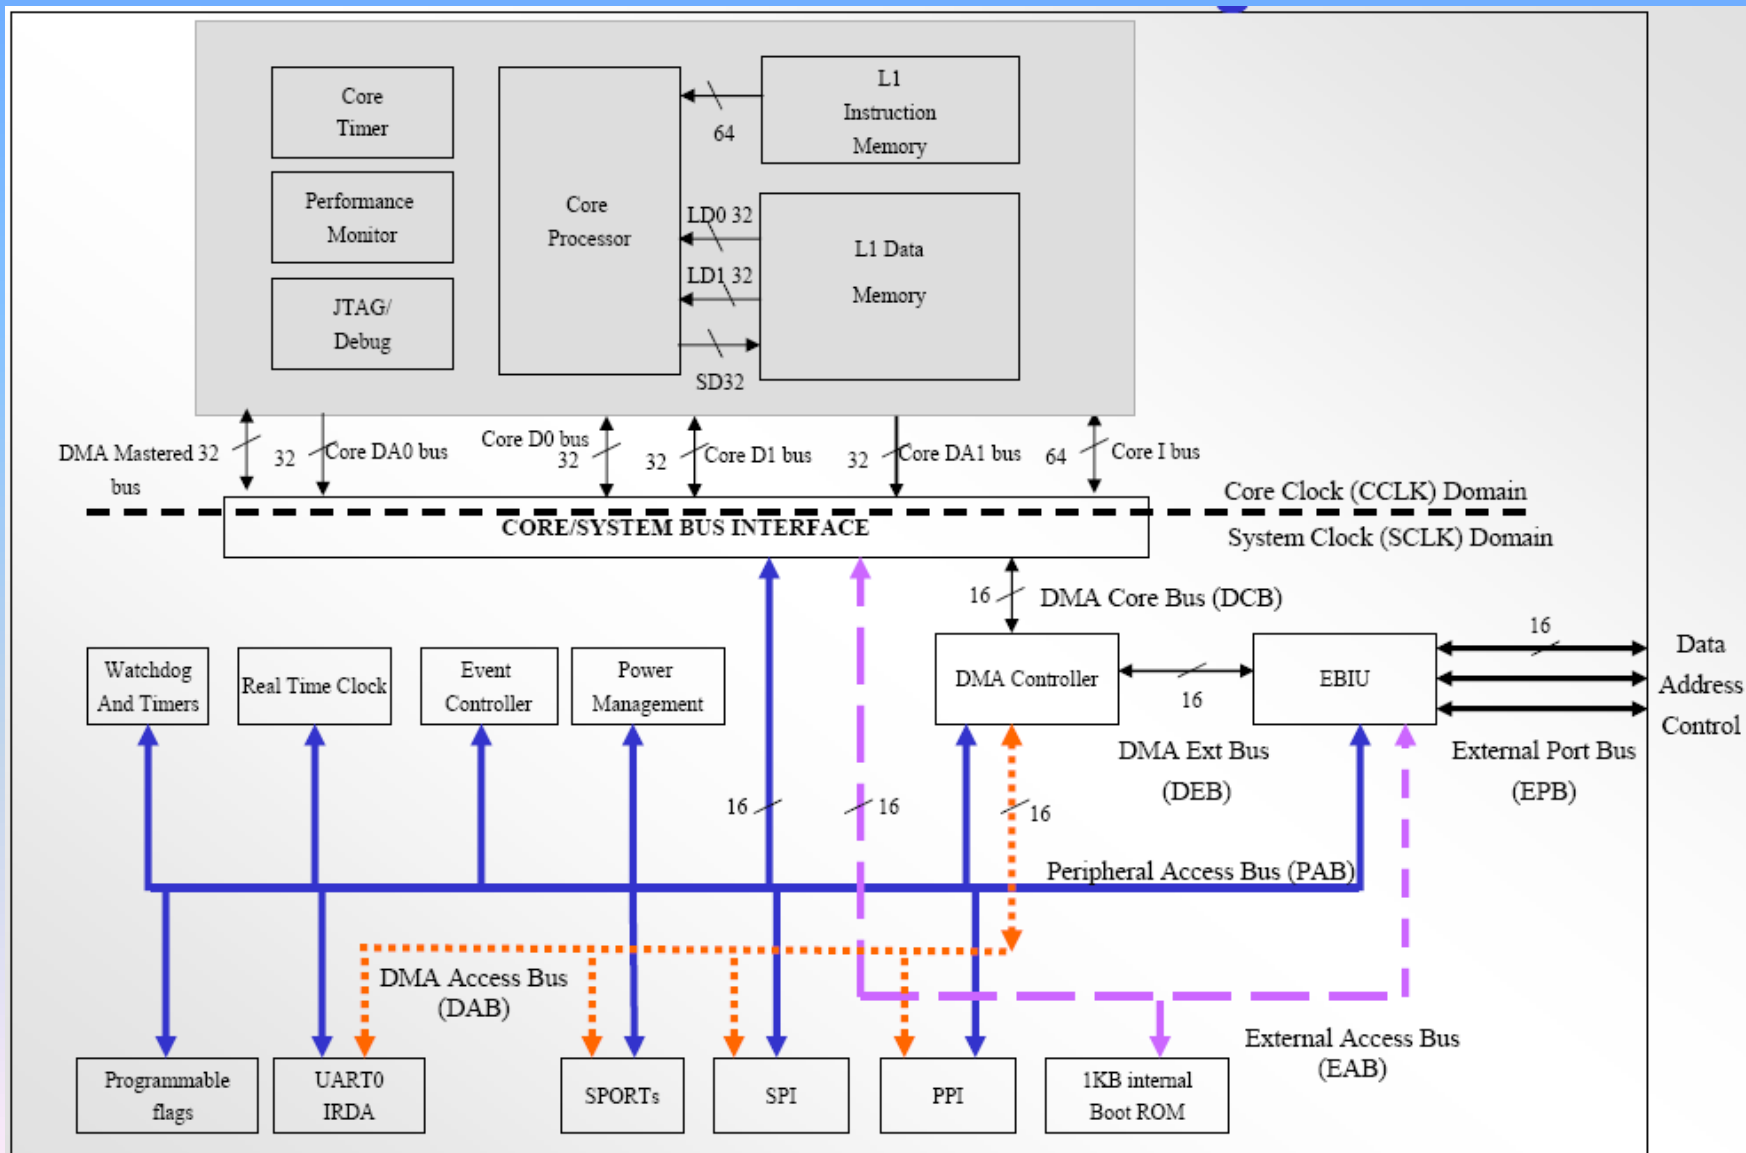 Core
Timer
Performance
Monitor
JTAG/
Debug
Core
Processor
64
L1
Instruction
Memory
LD0 32
LD1 32
SD32
L1 Data
Memory
DMA Mastered 32
bus
32
Core DA0 bus
Core D0 bus
32
32
Core D1 bus
32
Core DA1 bus
64
Core I bus
Core Clock (CCLK) Domain
CORE/SYSTEM BUS INTERFACE
System Clock (SCLK) Domain
16
DMA Core Bus (DCB)
Watchdog
And Timers
Real Time Clock
Event
Controller
Power
Management
DMA Controller
16
EBIU
16
Data
Address
Control
DMA Ext Bus
(DEB)
External Port Bus
(EPB)
16
16
16
Peripheral Access Bus (PAB)
DMA Access Bus
(DAB)
External Access Bus
(EAB)
Programmable
flags
UART0
IRDA
SPORTs
SPI
PPI
1KB internal
Boot ROM